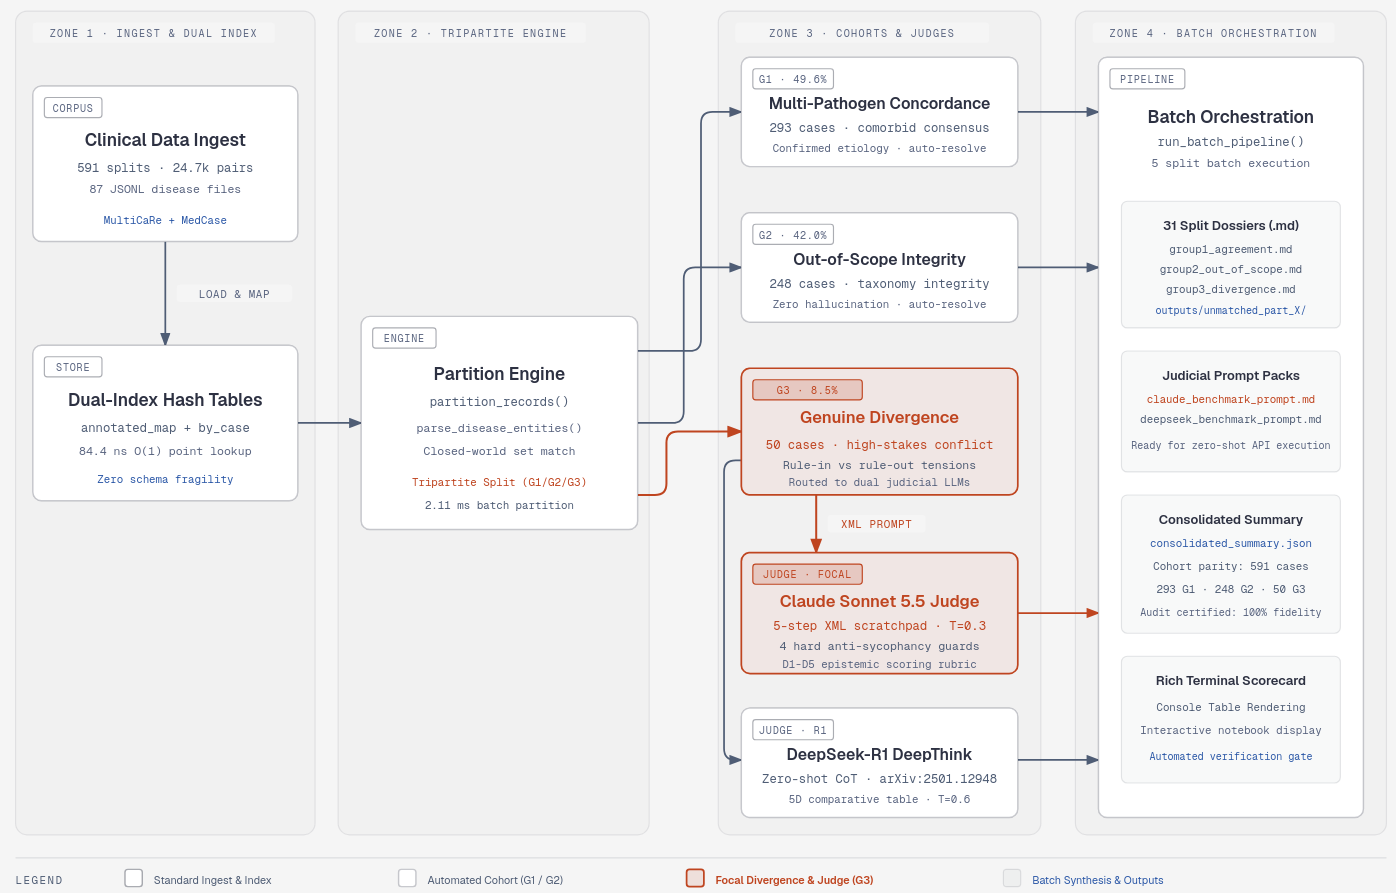 ZONE 1 · INGEST & DUAL INDEX
CORPUS
Clinical Data Ingest
591 splits · 24.7k pairs
87 JSONL disease files
MultiCaRe + MedCase
LOAD & MAP
STORE
Dual-Index Hash Tables
annotated_map + by_case
84.4 ns O(1) point lookup
Zero schema fragility
ZONE 2 · TRIPARTITE ENGINE
ENGINE
Partition Engine
partition_records()
parse_disease_entities()
Closed-world set match
Tripartite Split (G1/G2/G3)
2.11 ms batch partition
ZONE 3 · COHORTS & JUDGES
G1 · 49.6%
Multi-Pathogen Concordance
293 cases · comorbid consensus
Confirmed etiology · auto-resolve
G2 · 42.0%
Out-of-Scope Integrity
248 cases · taxonomy integrity
Zero hallucination · auto-resolve
G3 · 8.5%
Genuine Divergence
50 cases · high-stakes conflict
Rule-in vs rule-out tensions
Routed to dual judicial LLMs
XML PROMPT
JUDGE · FOCAL
Claude Sonnet 5.5 Judge
5-step XML scratchpad · T=0.3
4 hard anti-sycophancy guards
D1-D5 epistemic scoring rubric
JUDGE · R1
DeepSeek-R1 DeepThink
Zero-shot CoT · arXiv:2501.12948
5D comparative table · T=0.6
ZONE 4 · BATCH ORCHESTRATION
PIPELINE
Batch Orchestration
run_batch_pipeline()
5 split batch execution
31 Split Dossiers (.md)
group1_agreement.md
group2_out_of_scope.md
group3_divergence.md
outputs/unmatched_part_X/
Judicial Prompt Packs
claude_benchmark_prompt.md
deepseek_benchmark_prompt.md
Ready for zero-shot API execution
Consolidated Summary
consolidated_summary.json
Cohort parity: 591 cases
293 G1 · 248 G2 · 50 G3
Audit certified: 100% fidelity
Rich Terminal Scorecard
Console Table Rendering
Interactive notebook display
Automated verification gate
LEGEND
Standard Ingest & Index
Automated Cohort (G1 / G2)
Focal Divergence & Judge (G3)
Batch Synthesis & Outputs